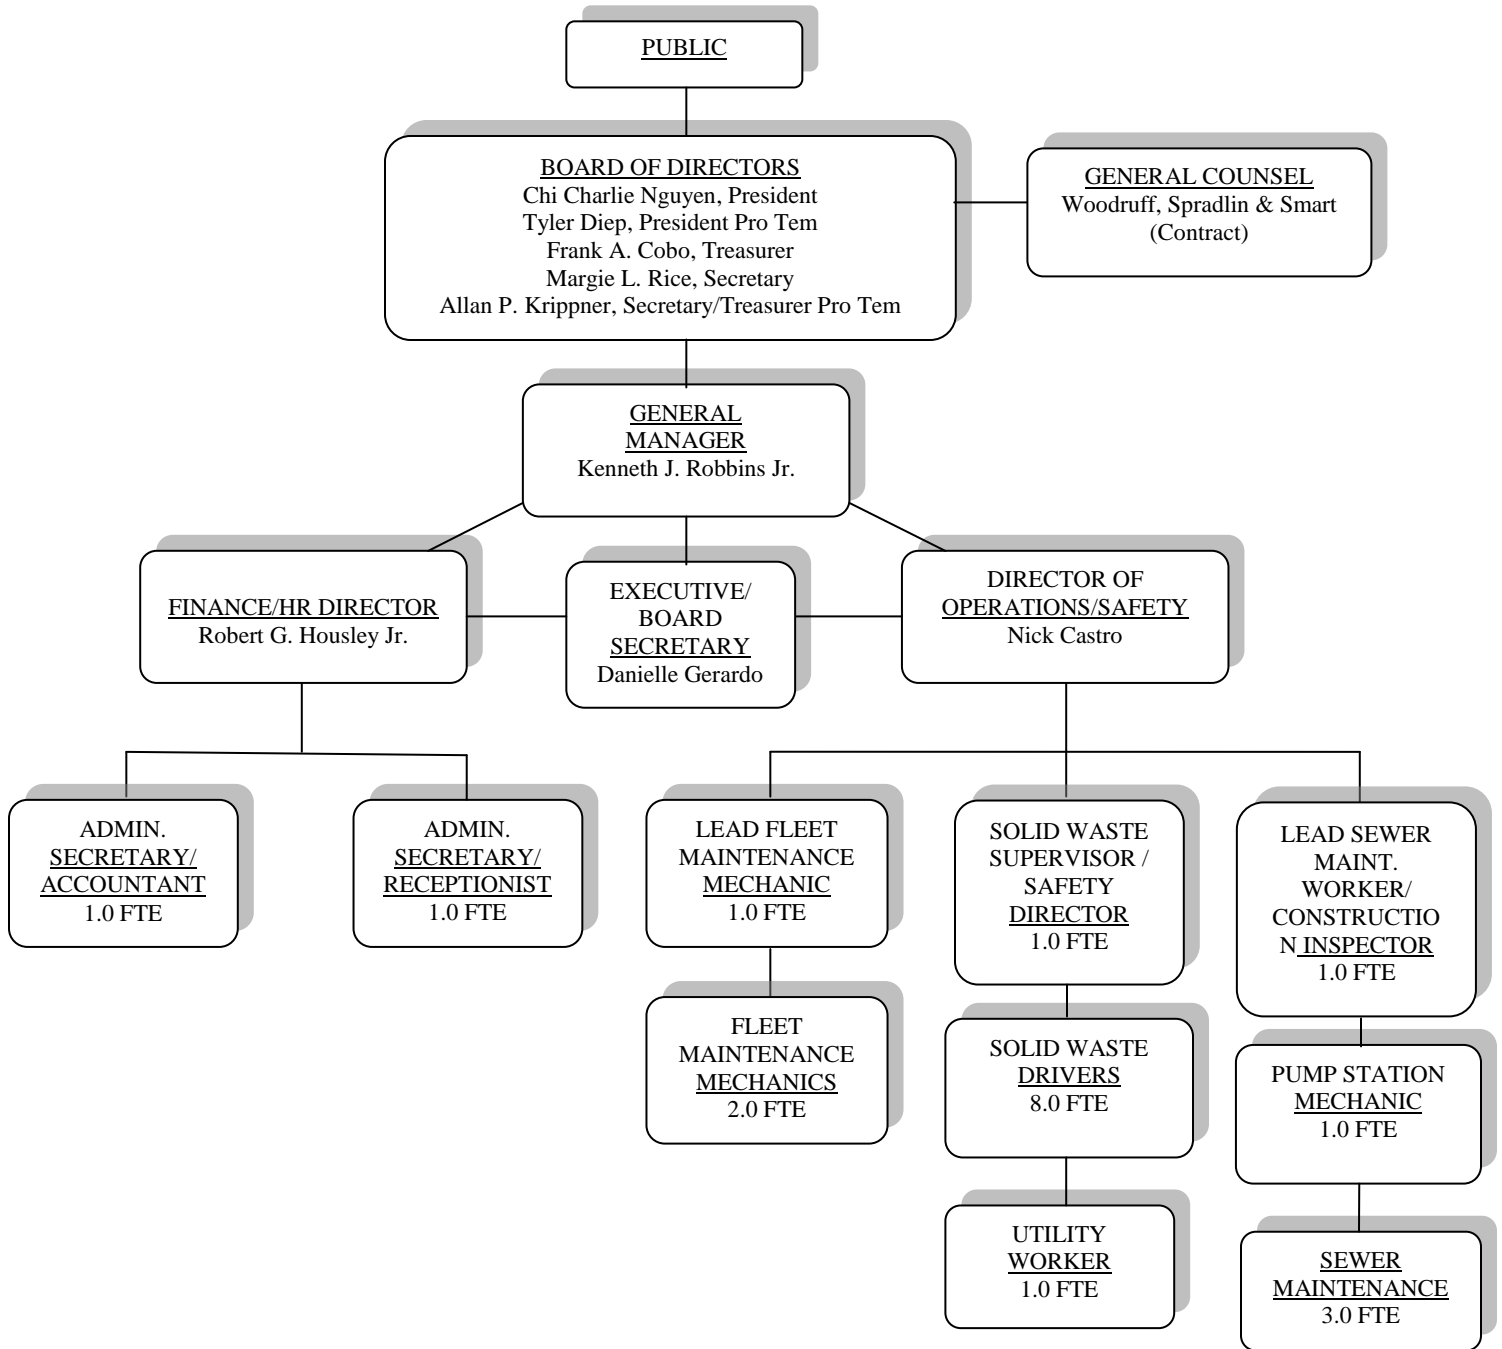 PUBLIC
BOARD OF DIRECTORS
Chi Charlie Nguyen, President
Tyler Diep, President Pro Tem
Frank A. Cobo, Treasurer
Margie L. Rice, Secretary
Allan P. Krippner, Secretary/Treasurer Pro Tem
GENERAL COUNSEL
Woodruff, Spradlin & Smart
(Contract)
GENERAL
MANAGER
Kenneth J. Robbins Jr.
FINANCE/HR DIRECTOR
Robert G. Housley Jr.
EXECUTIVE/
BOARD
SECRETARY
Danielle Gerardo
DIRECTOR OF
OPERATIONS/SAFETY
Nick Castro
ADMIN.
SECRETARY/
ACCOUNTANT
1.0 FTE
ADMIN.
SECRETARY/
RECEPTIONIST
1.0 FTE
LEAD FLEET
MAINTENANCE
MECHANIC
1.0 FTE
SOLID WASTE
SUPERVISOR /
SAFETY
DIRECTOR
1.0 FTE
LEAD SEWER
MAINT.
WORKER/
CONSTRUCTIO
N INSPECTOR
1.0 FTE
FLEET
MAINTENANCE
MECHANICS
2.0 FTE
SOLID WASTE
DRIVERS
8.0 FTE
PUMP STATION
MECHANIC
1.0 FTE
UTILITY
WORKER
1.0 FTE
SEWER
MAINTENANCE
3.0 FTE